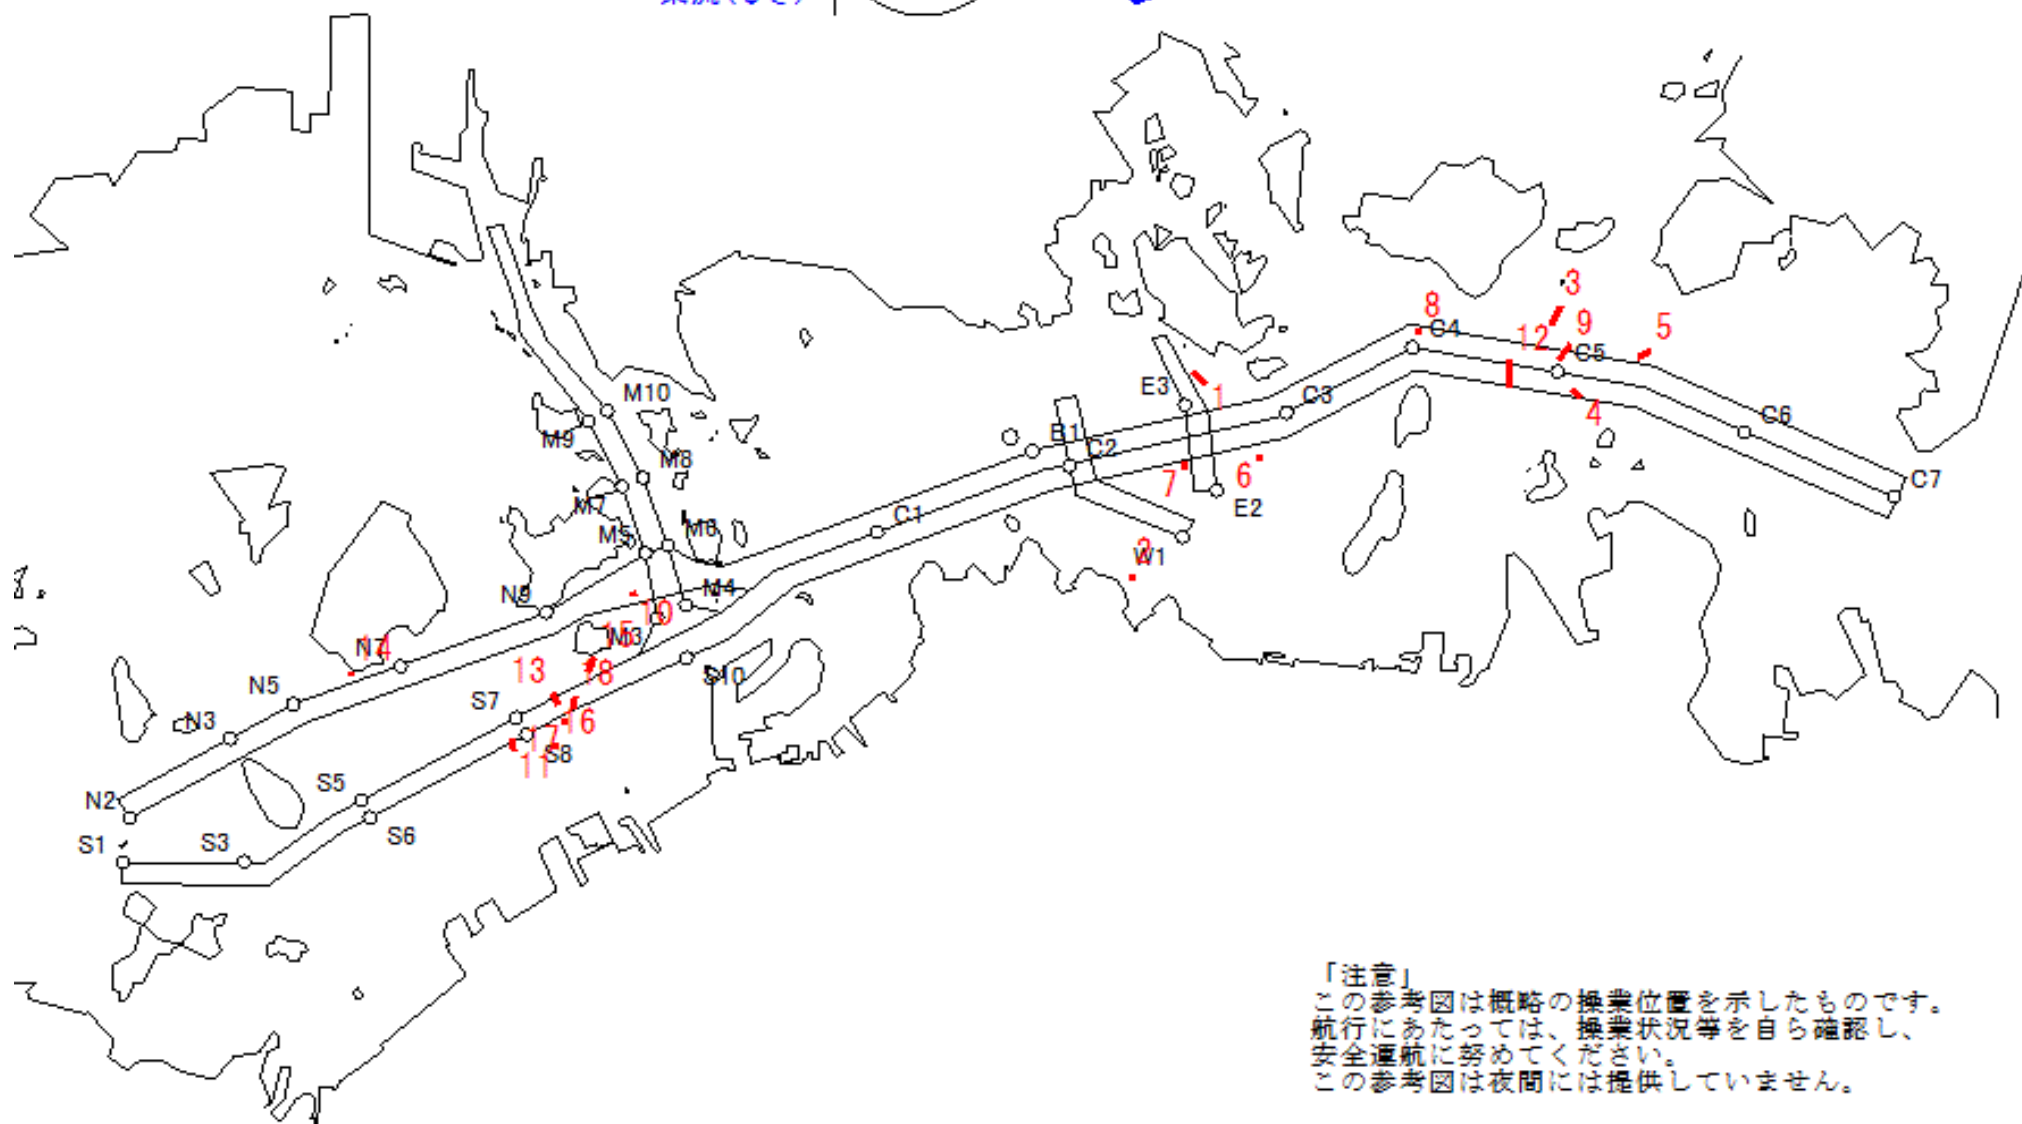 8
3
9
5
12
C4
C5
E3
1
4
C3
C6
M10
M9
B1
C2
M8
7
6
E2
C7
M7
M5
M6
C1
2
W1
N9
M4
10
15
M3
N7
14
13
18
S10
N5
S7
16
N3
17
S8
11
S5
N2
S6
S1
S3
「注意」
この参考図は概略の操業位置を示したものです。
航行にあたっては、操業状況等を自ら確認し、
安全運航に努めてください。
この参考図は夜間には提供していません。